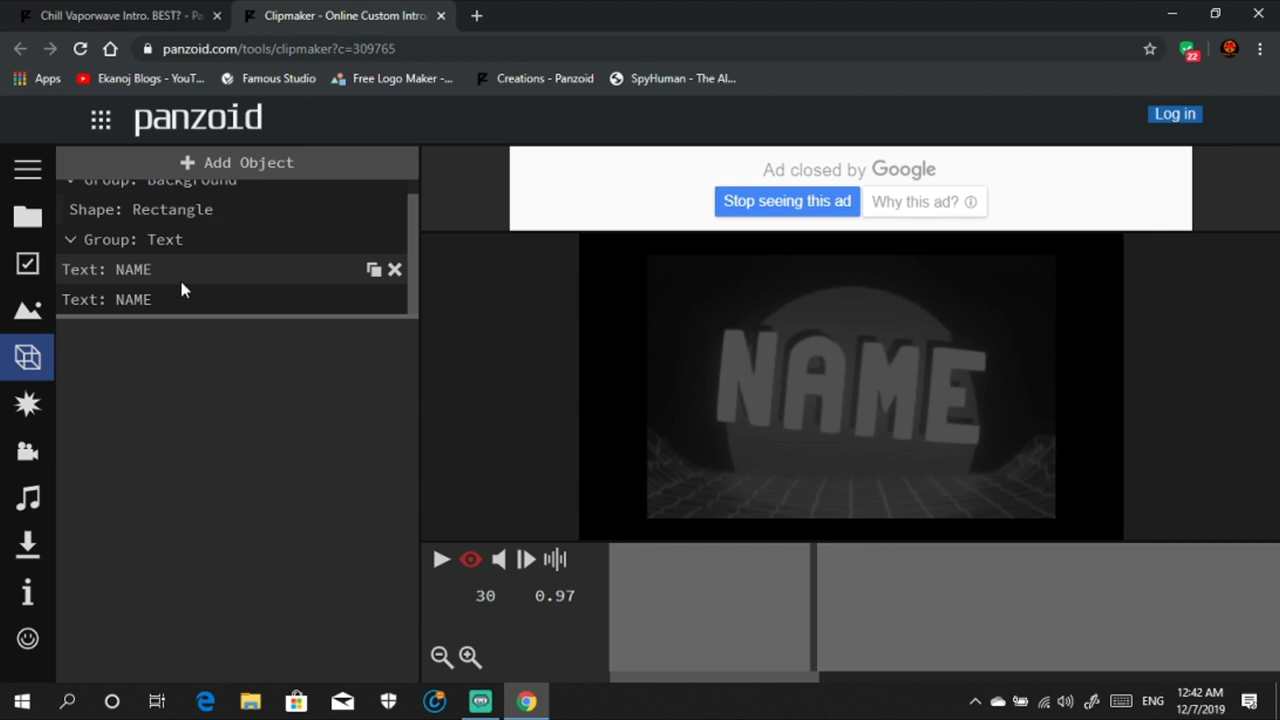 Chill Vaporwave Intro. BEST? - Pa
Clipmaker - Online Custom Intro
panzoid.com/tools/clipmaker?c=309765
22
Apps
Ekanoj Blogs - YouT...
Famous Studio
Free Logo Maker -...
Creations - Panzoid
SpyHuman - The Al...
panzoid
Log in
+ Add Object
Group: Background
Shape: Rectangle
Group: Text
Text: NAME
Text: NAME
Ad closed by Google
Stop seeing this ad
Why this ad?
NAME
30 0.97
ENG
12:42 AM
12/7/2019